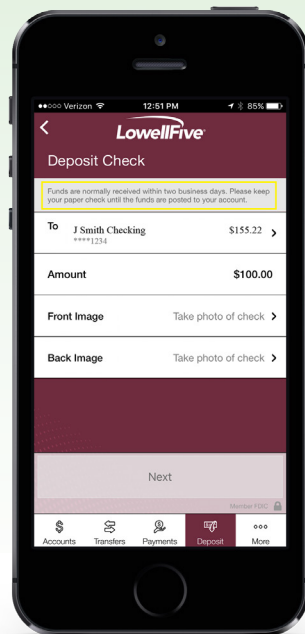 Verizon 12:51 PM 85%
LowellFive
Deposit Check
Funds are normally received within two business days. Please keep
your paper check until the funds are posted to your account.
To J Smith Checking $155.22
****1234
Amount $100.00
Front Image Take photo of check
Back Image Take photo of check
Next
Member FDIC
Accounts Transfers Payments Deposit More